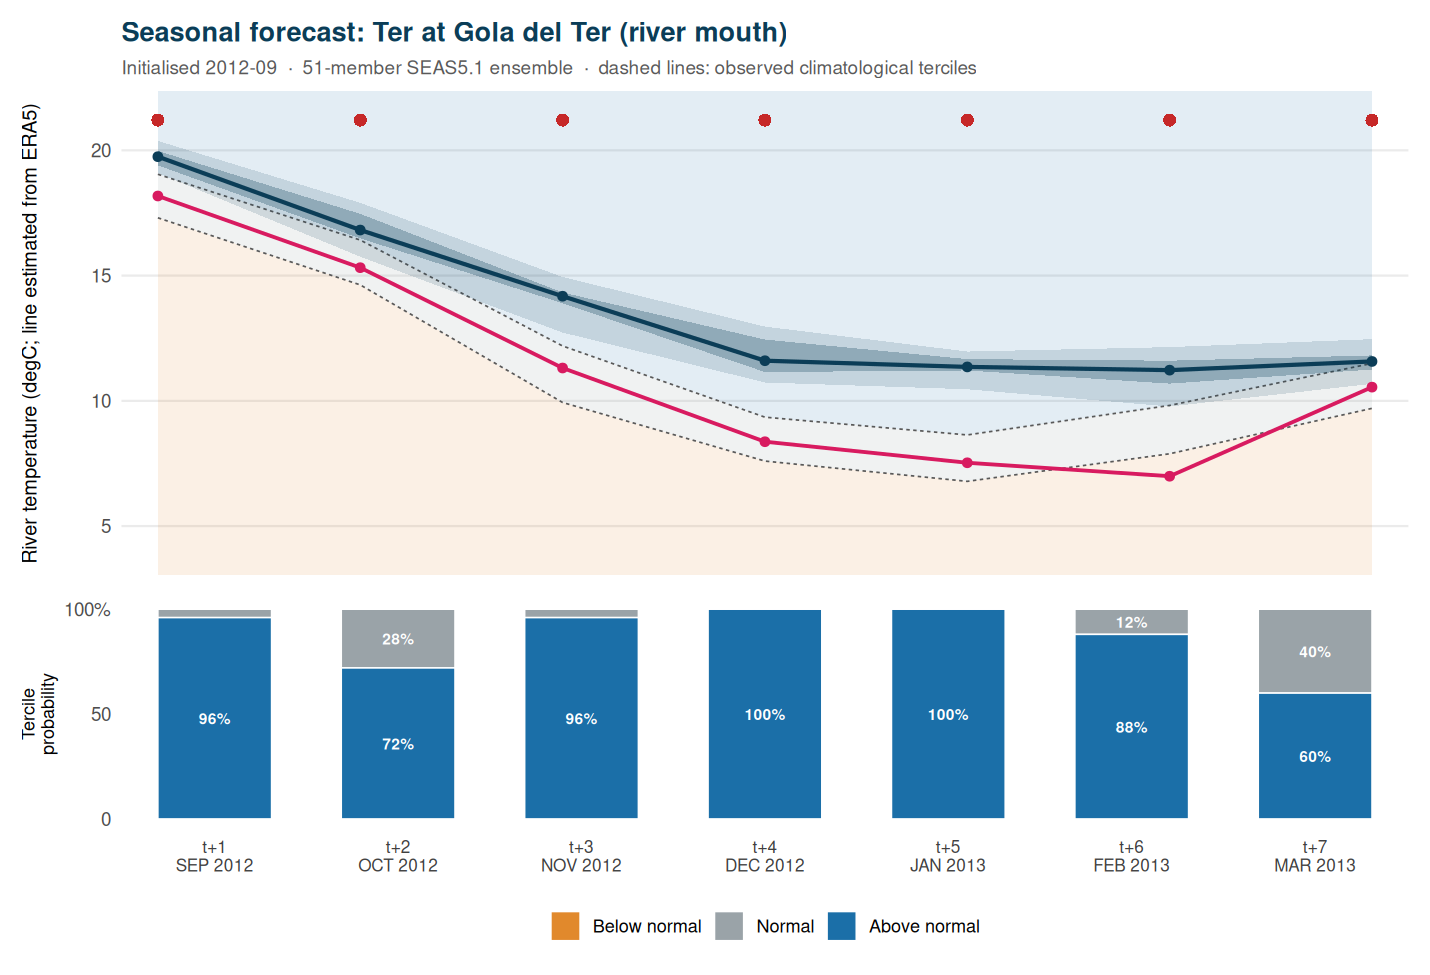 Seasonal forecast: Ter at Gola del Ter (river mouth)
Initialised 2012-09 · 51-member SEAS5.1 ensemble · dashed lines: observed climatological terciles
River temperature (degC; line estimated from ERA5)
20
15
10
5
Tercile
probability
100%
50
0
28%
12%
40%
96%
72%
96%
100%
100%
88%
60%
t+1
SEP 2012
t+2
OCT 2012
t+3
NOV 2012
t+4
DEC 2012
t+5
JAN 2013
t+6
FEB 2013
t+7
MAR 2013
Below normal
Normal
Above normal